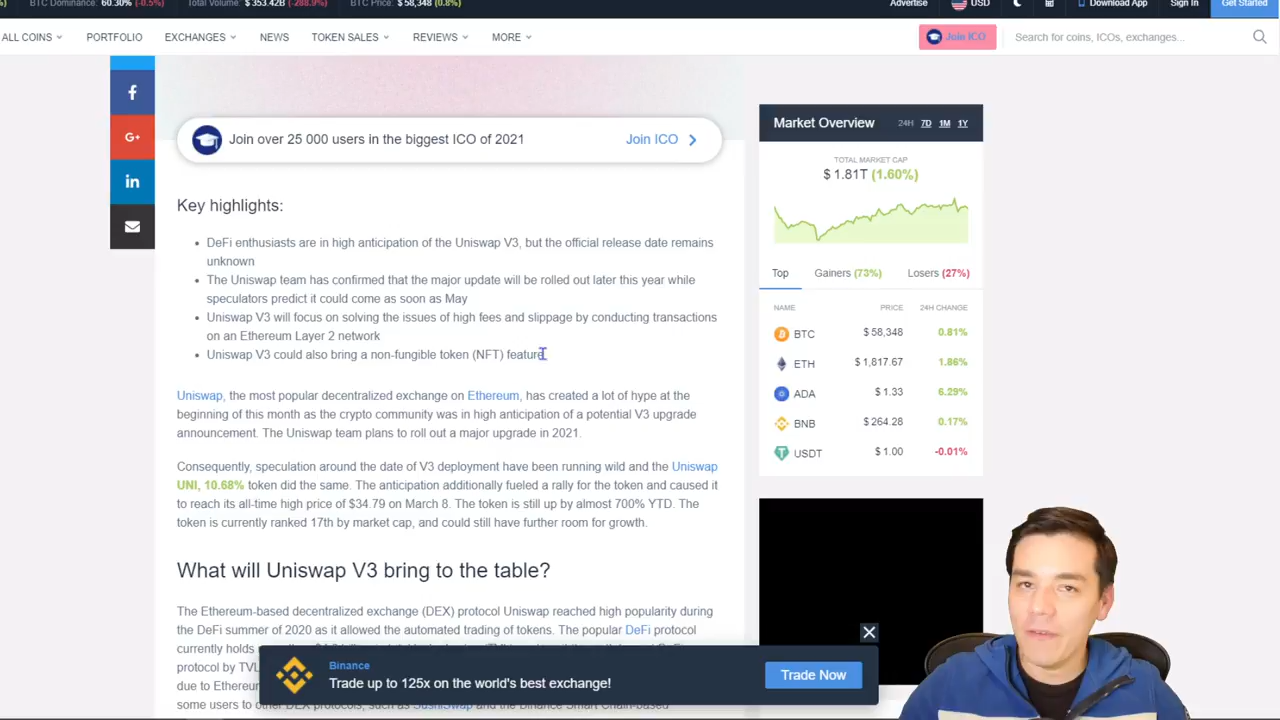 BTC Dominance: 60.30% (-0.5%) Total Volume: $ 353.42B (-288.9%) BTC Price: $ 58,348 (0.8%) Advertise USD Download App Sign In Get Started
ALL COINS PORTFOLIO EXCHANGES NEWS TOKEN SALES REVIEWS MORE Join ICO Search for coins, ICOs, exchanges...
f
G+
in
Join over 25 000 users in the biggest ICO of 2021 Join ICO
Key highlights:
DeFi enthusiasts are in high anticipation of the Uniswap V3, but the official release date remains
unknown
The Uniswap team has confirmed that the major update will be rolled out later this year while
speculators predict it could come as soon as May
Uniswap V3 will focus on solving the issues of high fees and slippage by conducting transactions
on an Ethereum Layer 2 network
Uniswap V3 could also bring a non-fungible token (NFT) feature
Uniswap, the most popular decentralized exchange on Ethereum, has created a lot of hype at the
beginning of this month as the crypto community was in high anticipation of a potential V3 upgrade
announcement. The Uniswap team plans to roll out a major upgrade in 2021.
Consequently, speculation around the date of V3 deployment have been running wild and the Uniswap
UNI, 10.68% token did the same. The anticipation additionally fueled a rally for the token and caused it
to reach its all-time high price of $34.79 on March 8. The token is still up by almost 700% YTD. The
token is currently ranked 17th by market cap, and could still have further room for growth.
What will Uniswap V3 bring to the table?
The Ethereum-based decentralized exchange (DEX) protocol Uniswap reached high popularity during
the DeFi summer of 2020 as it allowed the automated trading of tokens. The popular DeFi protocol
currently holds
protocol by TVL
due to Ethereum
some users to other DEX protocols, such as SushiSwap and the Binance Smart Chain-based
Market Overview 24H 7D 1M 1Y
TOTAL MARKET CAP
$ 1.81T (1.60%)
Top Gainers (73%) Losers (27%)
NAME PRICE 24H CHANGE
BTC $ 58,348 0.81%
ETH $ 1,817.67 1.86%
ADA $ 1.33 6.29%
BNB $ 264.28 0.17%
USDT $ 1.00 -0.01%
Binance
Trade up to 125x on the world's best exchange!
Trade Now